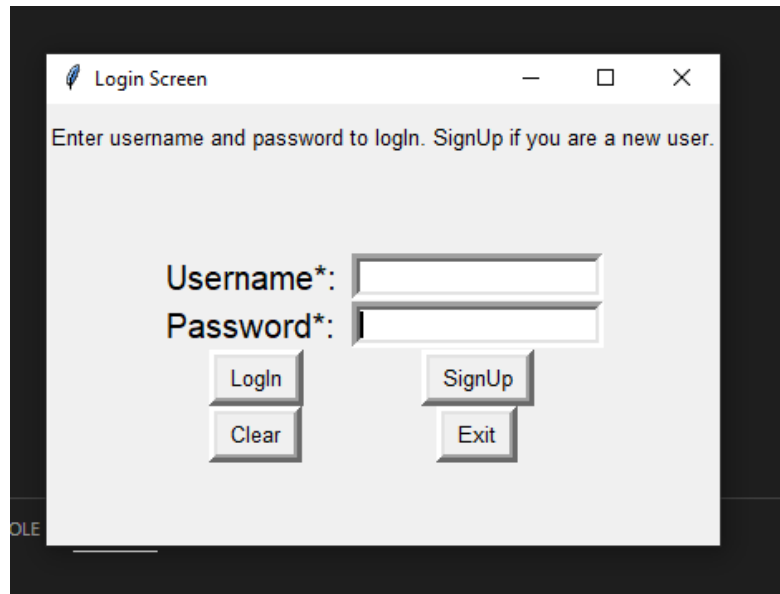 Login Screen
Enter username and password to logIn. SignUp if you are a new user.
Username*:
Password*:
LogIn SignUp
Clear Exit
OLE